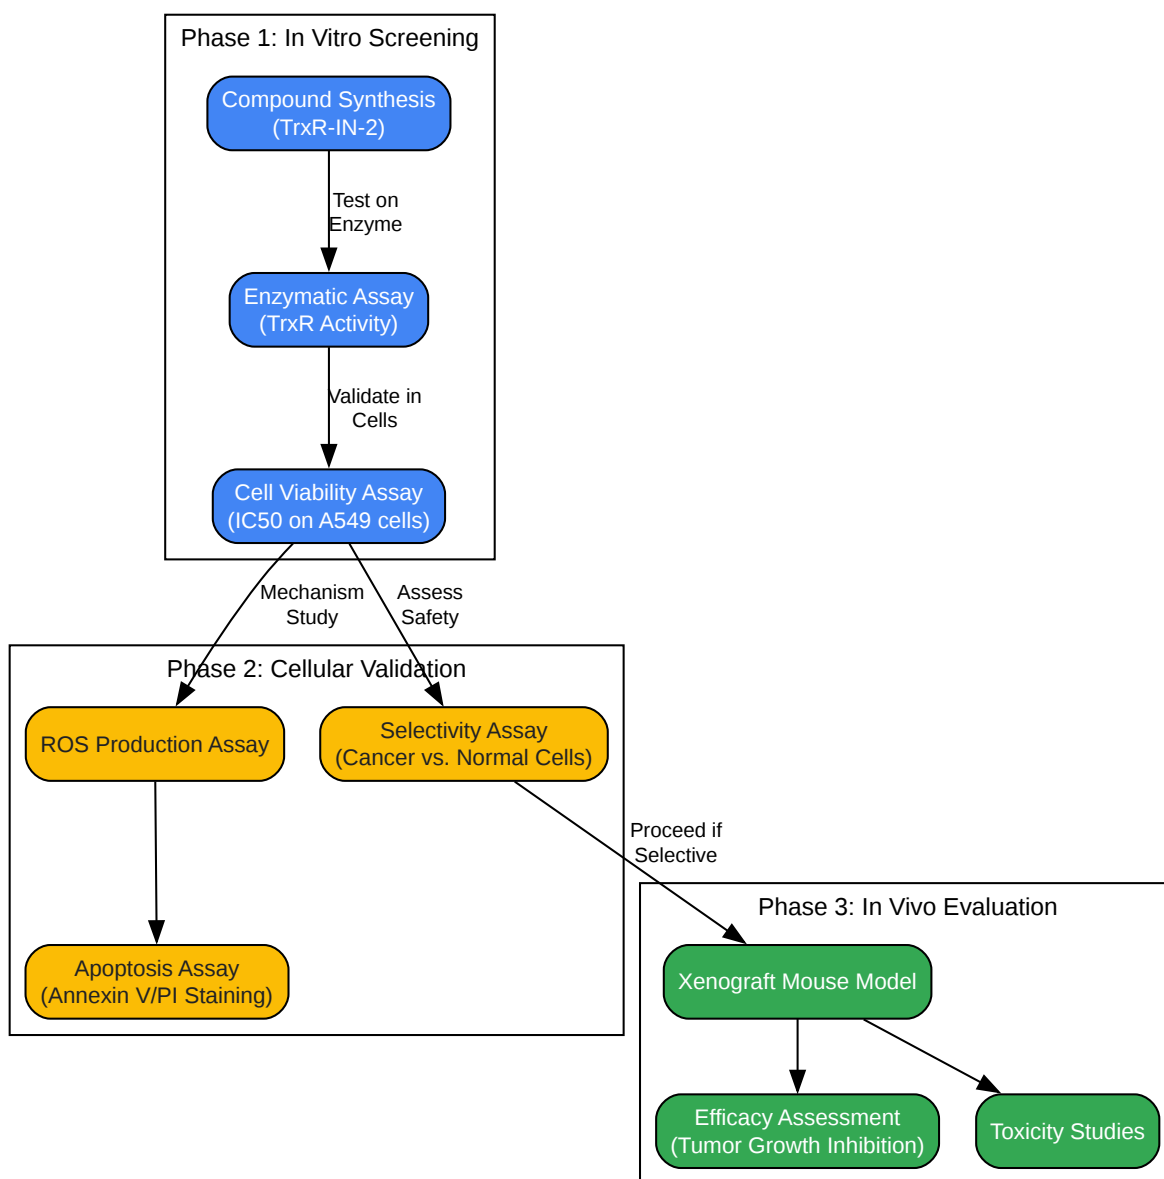 Phase 1: In Vitro Screening
Compound Synthesis
(TrxR-IN-2)
Test on
Enzyme
Enzymatic Assay
(TrxR Activity)
Validate in
Cells
Cell Viability Assay
(IC50 on A549 cells)
Mechanism
Study
Assess
Safety
Phase 2: Cellular Validation
ROS Production Assay
Selectivity Assay
(Cancer vs. Normal Cells)
Proceed if
Selective
Phase 3: In Vivo Evaluation
Apoptosis Assay
(Annexin V/PI Staining)
Xenograft Mouse Model
Efficacy Assessment
(Tumor Growth Inhibition)
Toxicity Studies